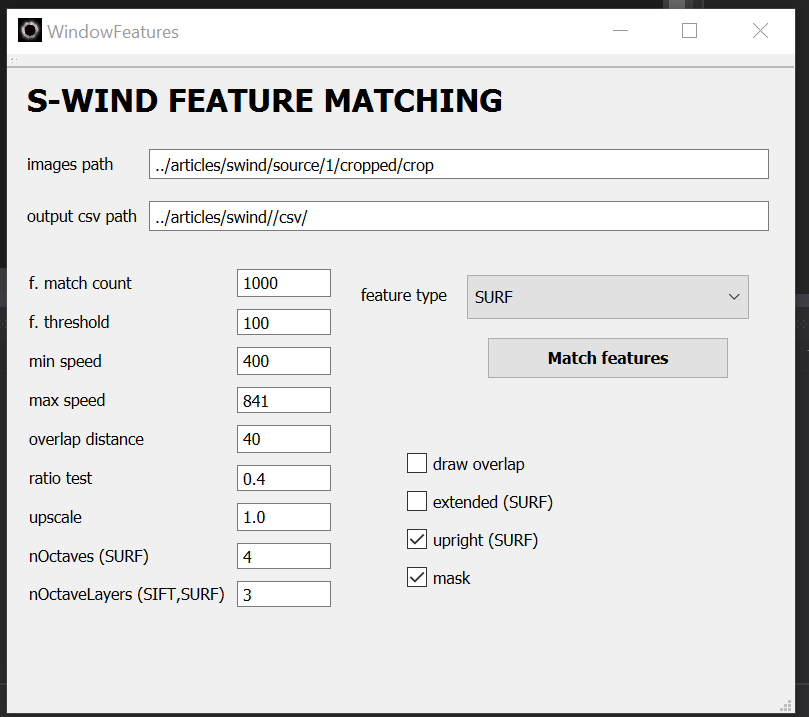 WindowFeatures
S-WIND FEATURE MATCHING
images path ../articles/swind/source/1/cropped/crop
output csv path ../articles/swind//csv/
f. match count 1000
feature type SURF
f. threshold 100
min speed 400
Match features
max speed 841
overlap distance 40
draw overlap
ratio test 0.4
extended (SURF)
upscale 1.0
upright (SURF)
nOctaves (SURF) 4
mask
nOctaveLayers (SIFT,SURF) 3